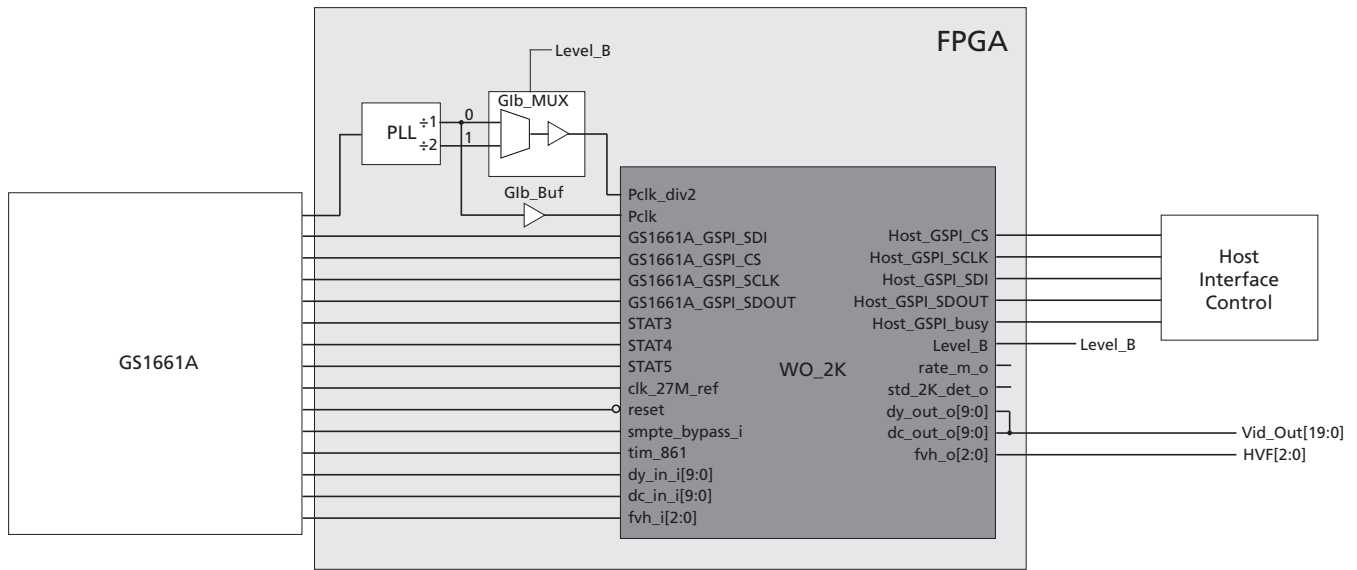 FPGA
Level_B
Glb_MUX
PLL
÷1
÷2
0
1
Glb_Buf
GS1661A
Pclk_div2
Pclk
GS1661A_GSPI_SDI
GS1661A_GSPI_CS
GS1661A_GSPI_SCLK
GS1661A_GSPI_SDOUT
STAT3
STAT4
STAT5
clk_27M_ref
reset
smpte_bypass_i
tim_861
dy_in_i[9:0]
dc_in_i[9:0]
fvh_i[2:0]
WO_2K
Host_GSPI_CS
Host_GSPI_SCLK
Host_GSPI_SDI
Host_GSPI_SDOUT
Host_GSPI_busy
Level_B
rate_m_o
std_2K_det_o
dy_out_o[9:0]
dc_out_o[9:0]
fvh_o[2:0]
Host
Interface
Control
Level_B
Vid_Out[19:0]
HVF[2:0]